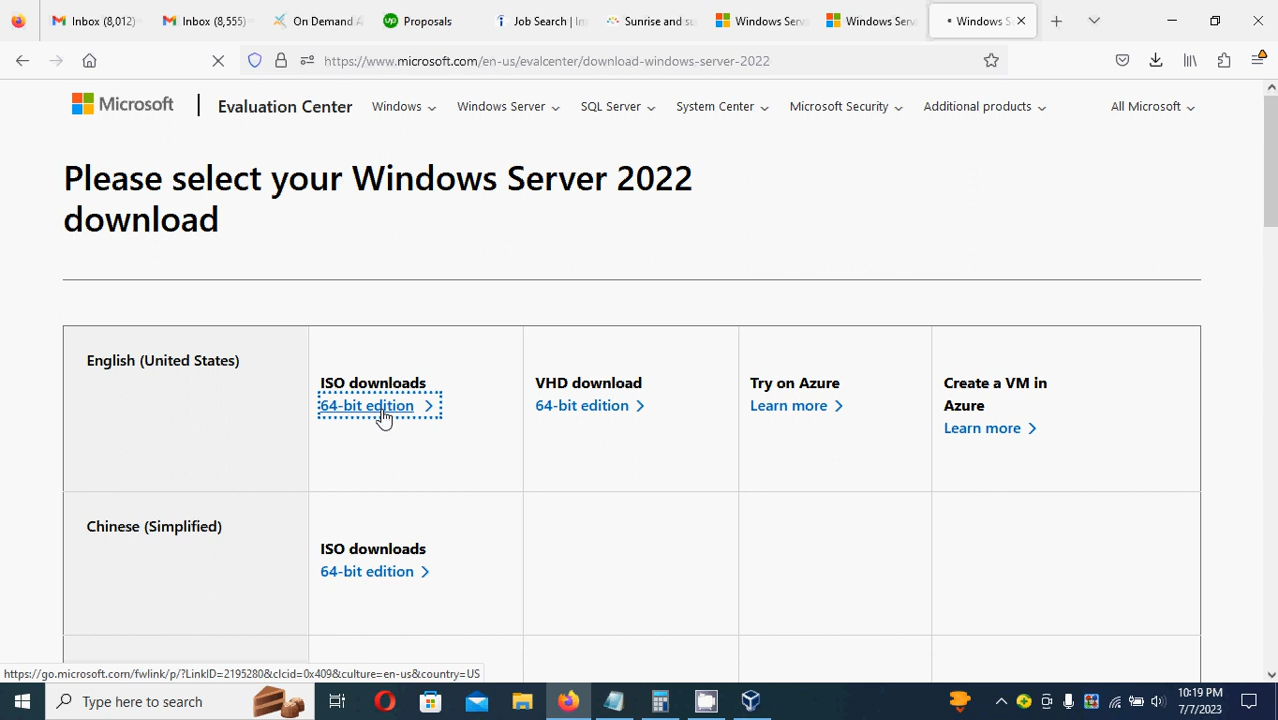 Inbox (8,012)
Inbox (8,555)
On Demand A
up
Proposals
Job Search | In
Sunrise and su
Windows Serv
Windows Serv
Windows S
https://www.microsoft.com/en-us/evalcenter/download-windows-server-2022
Microsoft
Evaluation Center
Windows
Windows Server
SQL Server
System Center
Microsoft Security
Additional products
All Microsoft
Please select your Windows Server 2022
download
English (United States)
ISO downloads
64-bit edition
VHD download
64-bit edition
Try on Azure
Learn more
Create a VM in
Azure
Learn more
Chinese (Simplified)
ISO downloads
64-bit edition
https://go.microsoft.com/fwlink/p/?LinkID=2195280&clcid=0x409&culture=en-us&country=US
Type here to search
10:19 PM
7/7/2023